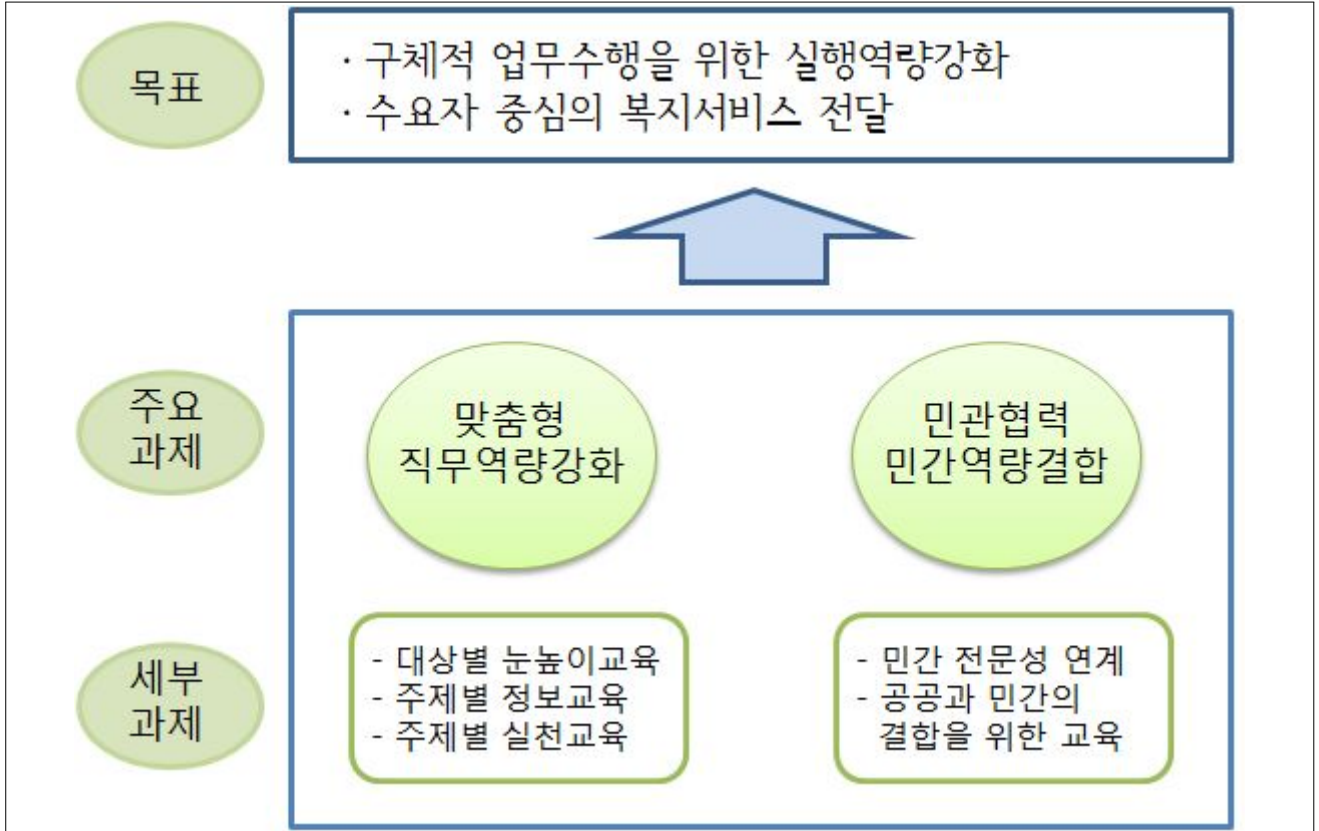 목표
· 구체적 업무수행을 위한 실행역량강화
· 수요자 중심의 복지서비스 전달
주요
과제
맞춤형
직무역량강화
민관협력
민간역량결합
세부
과제
- 대상별 눈높이교육
- 주제별 정보교육
- 주제별 실천교육
- 민간 전문성 연계
- 공공과 민간의
결합을 위한 교육